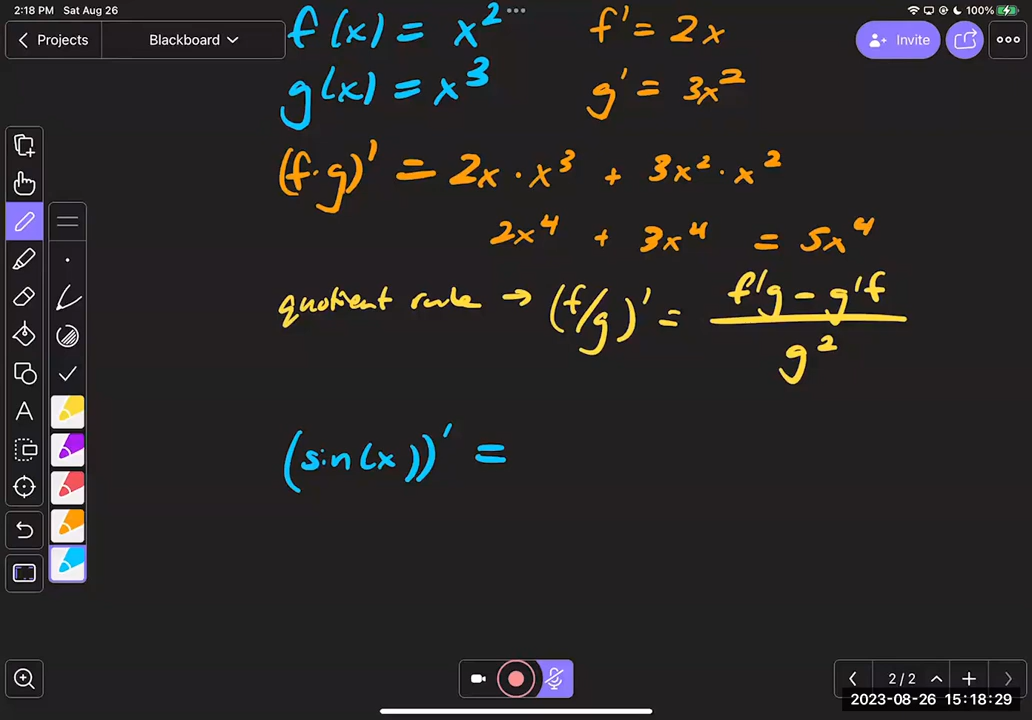 2:18 PM Sat Aug 26
100%
Projects
Blackboard
Invite
f(x) = x² f' = 2x
g(x) = x³ g' = 3x²
(f·g)' = 2x · x³ + 3x² · x²
2x⁴ + 3x⁴ = 5x⁴
quotient rule → (f/g)' = f'g - g'f / g²
(sin(x))' =
A
2 / 2
2023-08-26 15:18:29